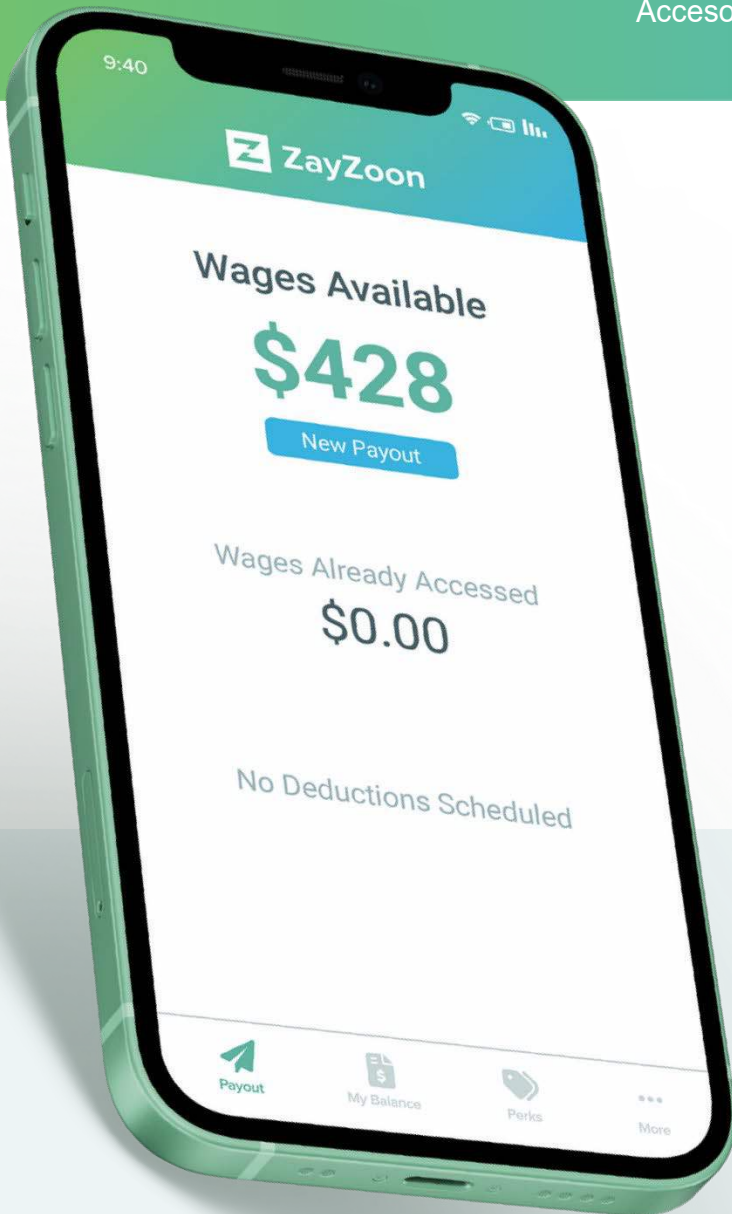 Acceso
9:40
ZayZoon
Wages Available
$428
New Payout
Wages Already Accessed
$0.00
No Deductions Scheduled
Payout
My Balance
Perks
More